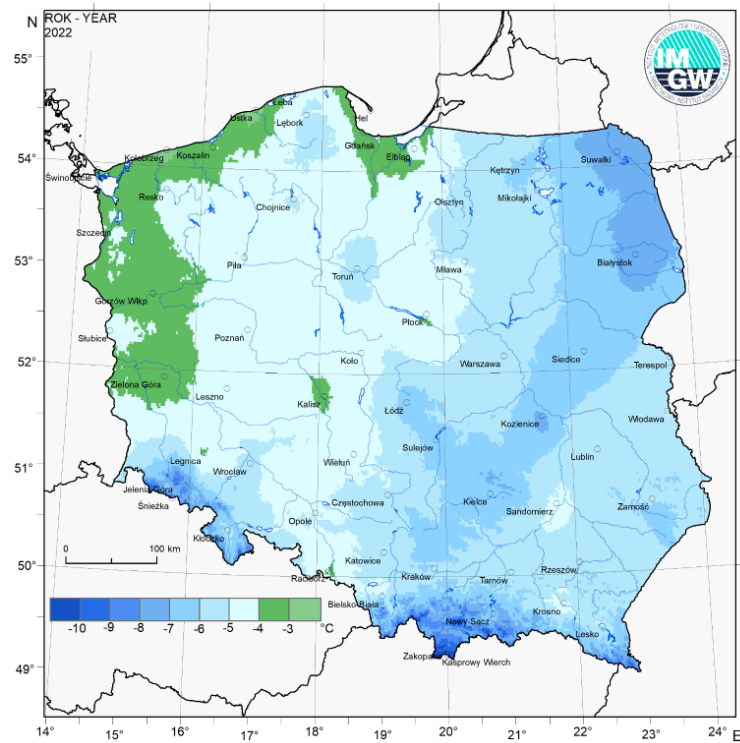 N
ROK - YEAR
2022
IM
GW
55°
Łeba
Ustka
Lębork
Hel
54°
Kołobrzeg
Koszalin
Gdańsk
Elbląg
Suwałki
Świnoujście
Resko
Kętrzyn
Mikołajki
Chojnice
Olsztyn
Szczecin
53°
Piła
Toruń
Mława
Białystok
Gorzów Wlkp.
Płock
52°
Słubice
Poznań
Koło
Warszawa
Siedlce
Terespol
Zielona Góra
Leszno
Kalisz
Łódź
Kozienice
Włodawa
51°
Legnica
Wrocław
Wieluń
Sulejów
Lublin
Jelenia Góra
Śnieżka
Częstochowa
Kielce
Sandomierz
Zamość
Kłodzko
Opole
50°
0 100 km
Katowice
Racibórz
Kraków
Tarnów
Rzeszów
Bielsko Biała
Nowy Sącz
Krosno
Lesko
-10 -9 -8 -7 -6 -5 -4 -3 °C
Zakopane
Kasprowy Wierch
49°
14° 15° 16° 17° 18° 19° 20° 21° 22° 23° 24° E